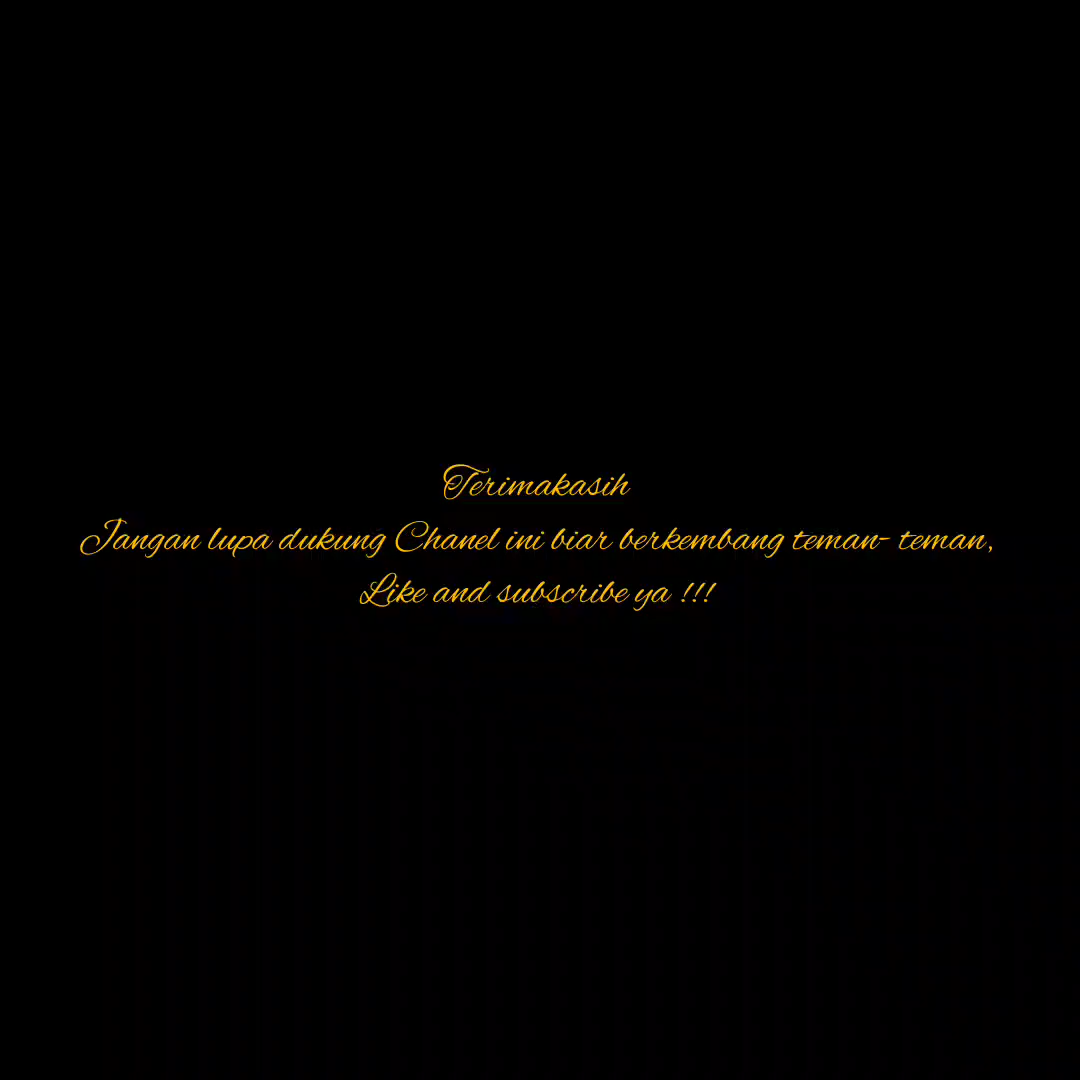 Terimakasih
Jangan lupa dukung Chanel ini biar berkembang teman- teman,
Like and subscribe ya !!!